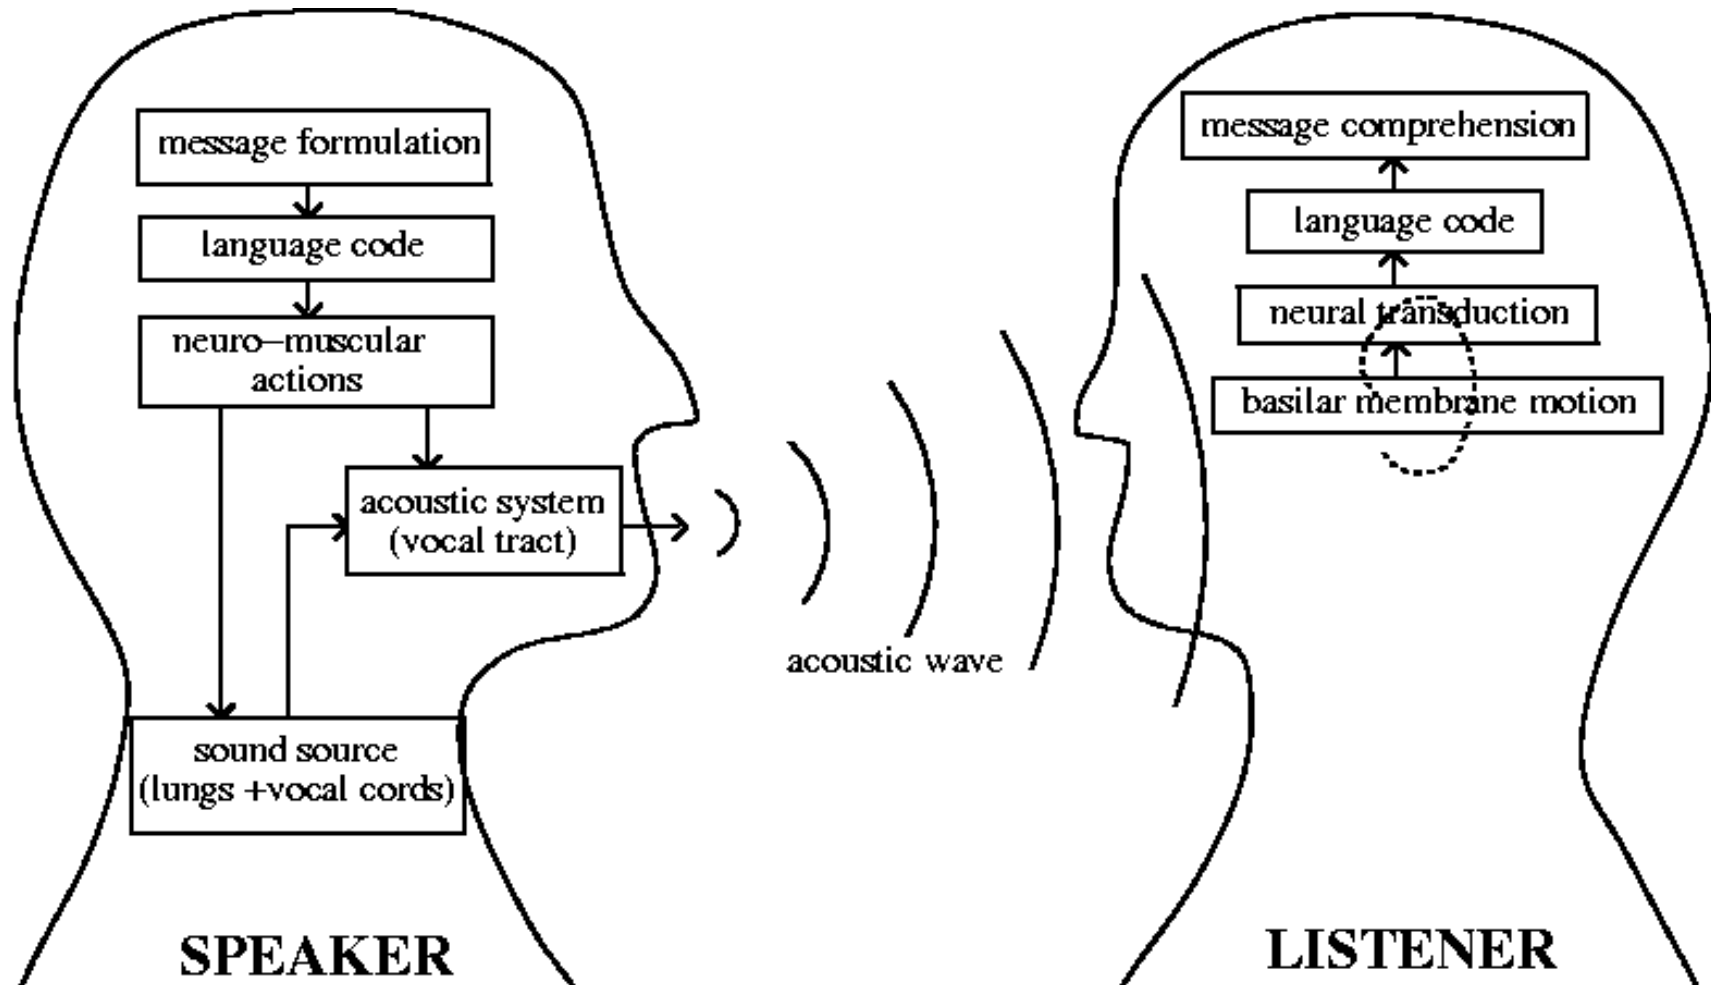 message formulation
language code
neuro-muscular
actions
acoustic system
(vocal tract)
sound source
(lungs +vocal cords)
SPEAKER
acoustic wave
message comprehension
language code
neural transduction
basilar membrane motion
LISTENER